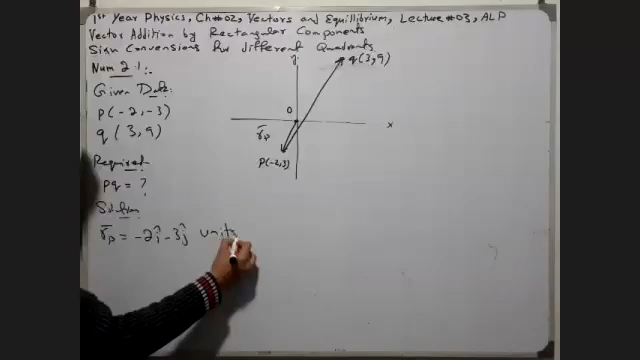 1st Year Physics, Ch#02, Vectors and Equilibrium, Lecture #03, ALP
Vector Addition by Rectangular Components
Sign Conventions for different Quadrants
Num 2.1:.
Given Data:
P(-2,-3)
q(3,9)
Required
pq = ?
Solution
r̄p = -2î -3ĵ units
y
q(3,9)
O
x
r̄p
P(-2,3)